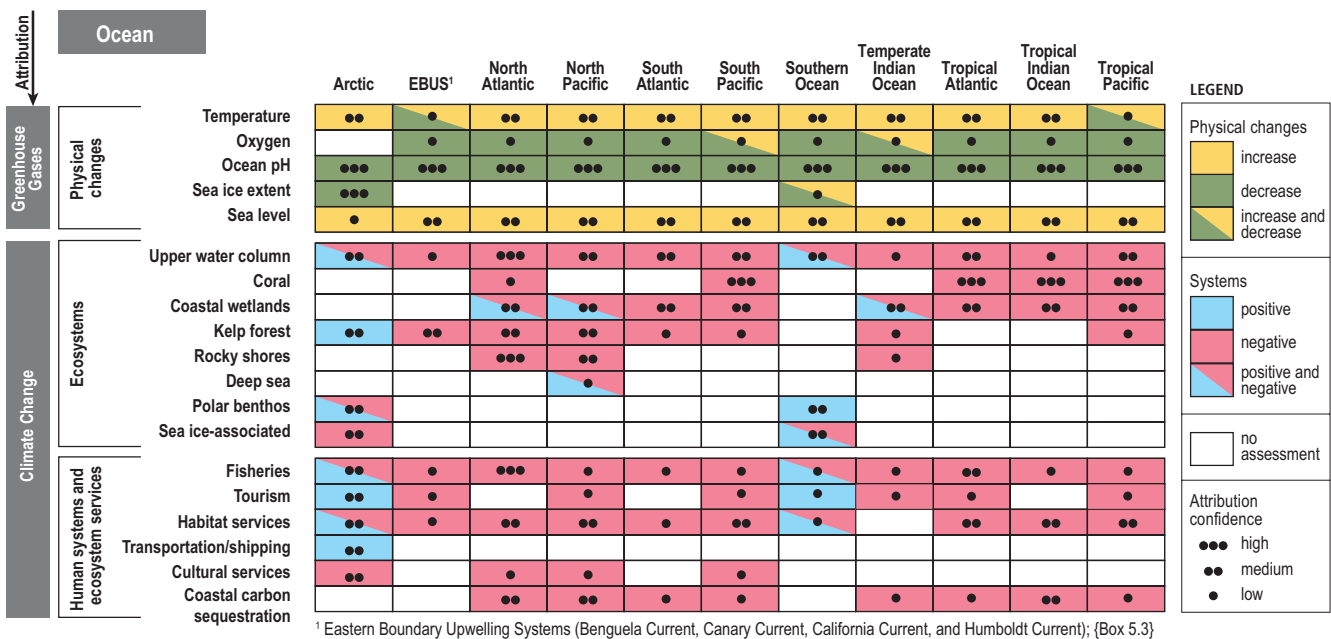 Attribution
Ocean
Arctic
EBUS¹
North
Atlantic
North
Pacific
South
Atlantic
South
Pacific
Southern
Ocean
Temperate
Indian
Ocean
Tropical
Atlantic
Tropical
Indian
Ocean
Tropical
Pacific
Greenhouse
Gases
Physical
changes
Temperature
Oxygen
Ocean pH
Sea ice extent
Sea level
Climate Change
Ecosystems
Upper water column
Coral
Coastal wetlands
Kelp forest
Rocky shores
Deep sea
Polar benthos
Sea ice-associated
Human systems and
ecosystem services
Fisheries
Tourism
Habitat services
Transportation/shipping
Cultural services
Coastal carbon
sequestration
LEGEND
Physical changes
increase
decrease
increase and
decrease
Systems
positive
negative
positive and
negative
no
assessment
Attribution
confidence
high
medium
low
¹ Eastern Boundary Upwelling Systems (Benguela Current, Canary Current, California Current, and Humboldt Current); {Box 5.3}